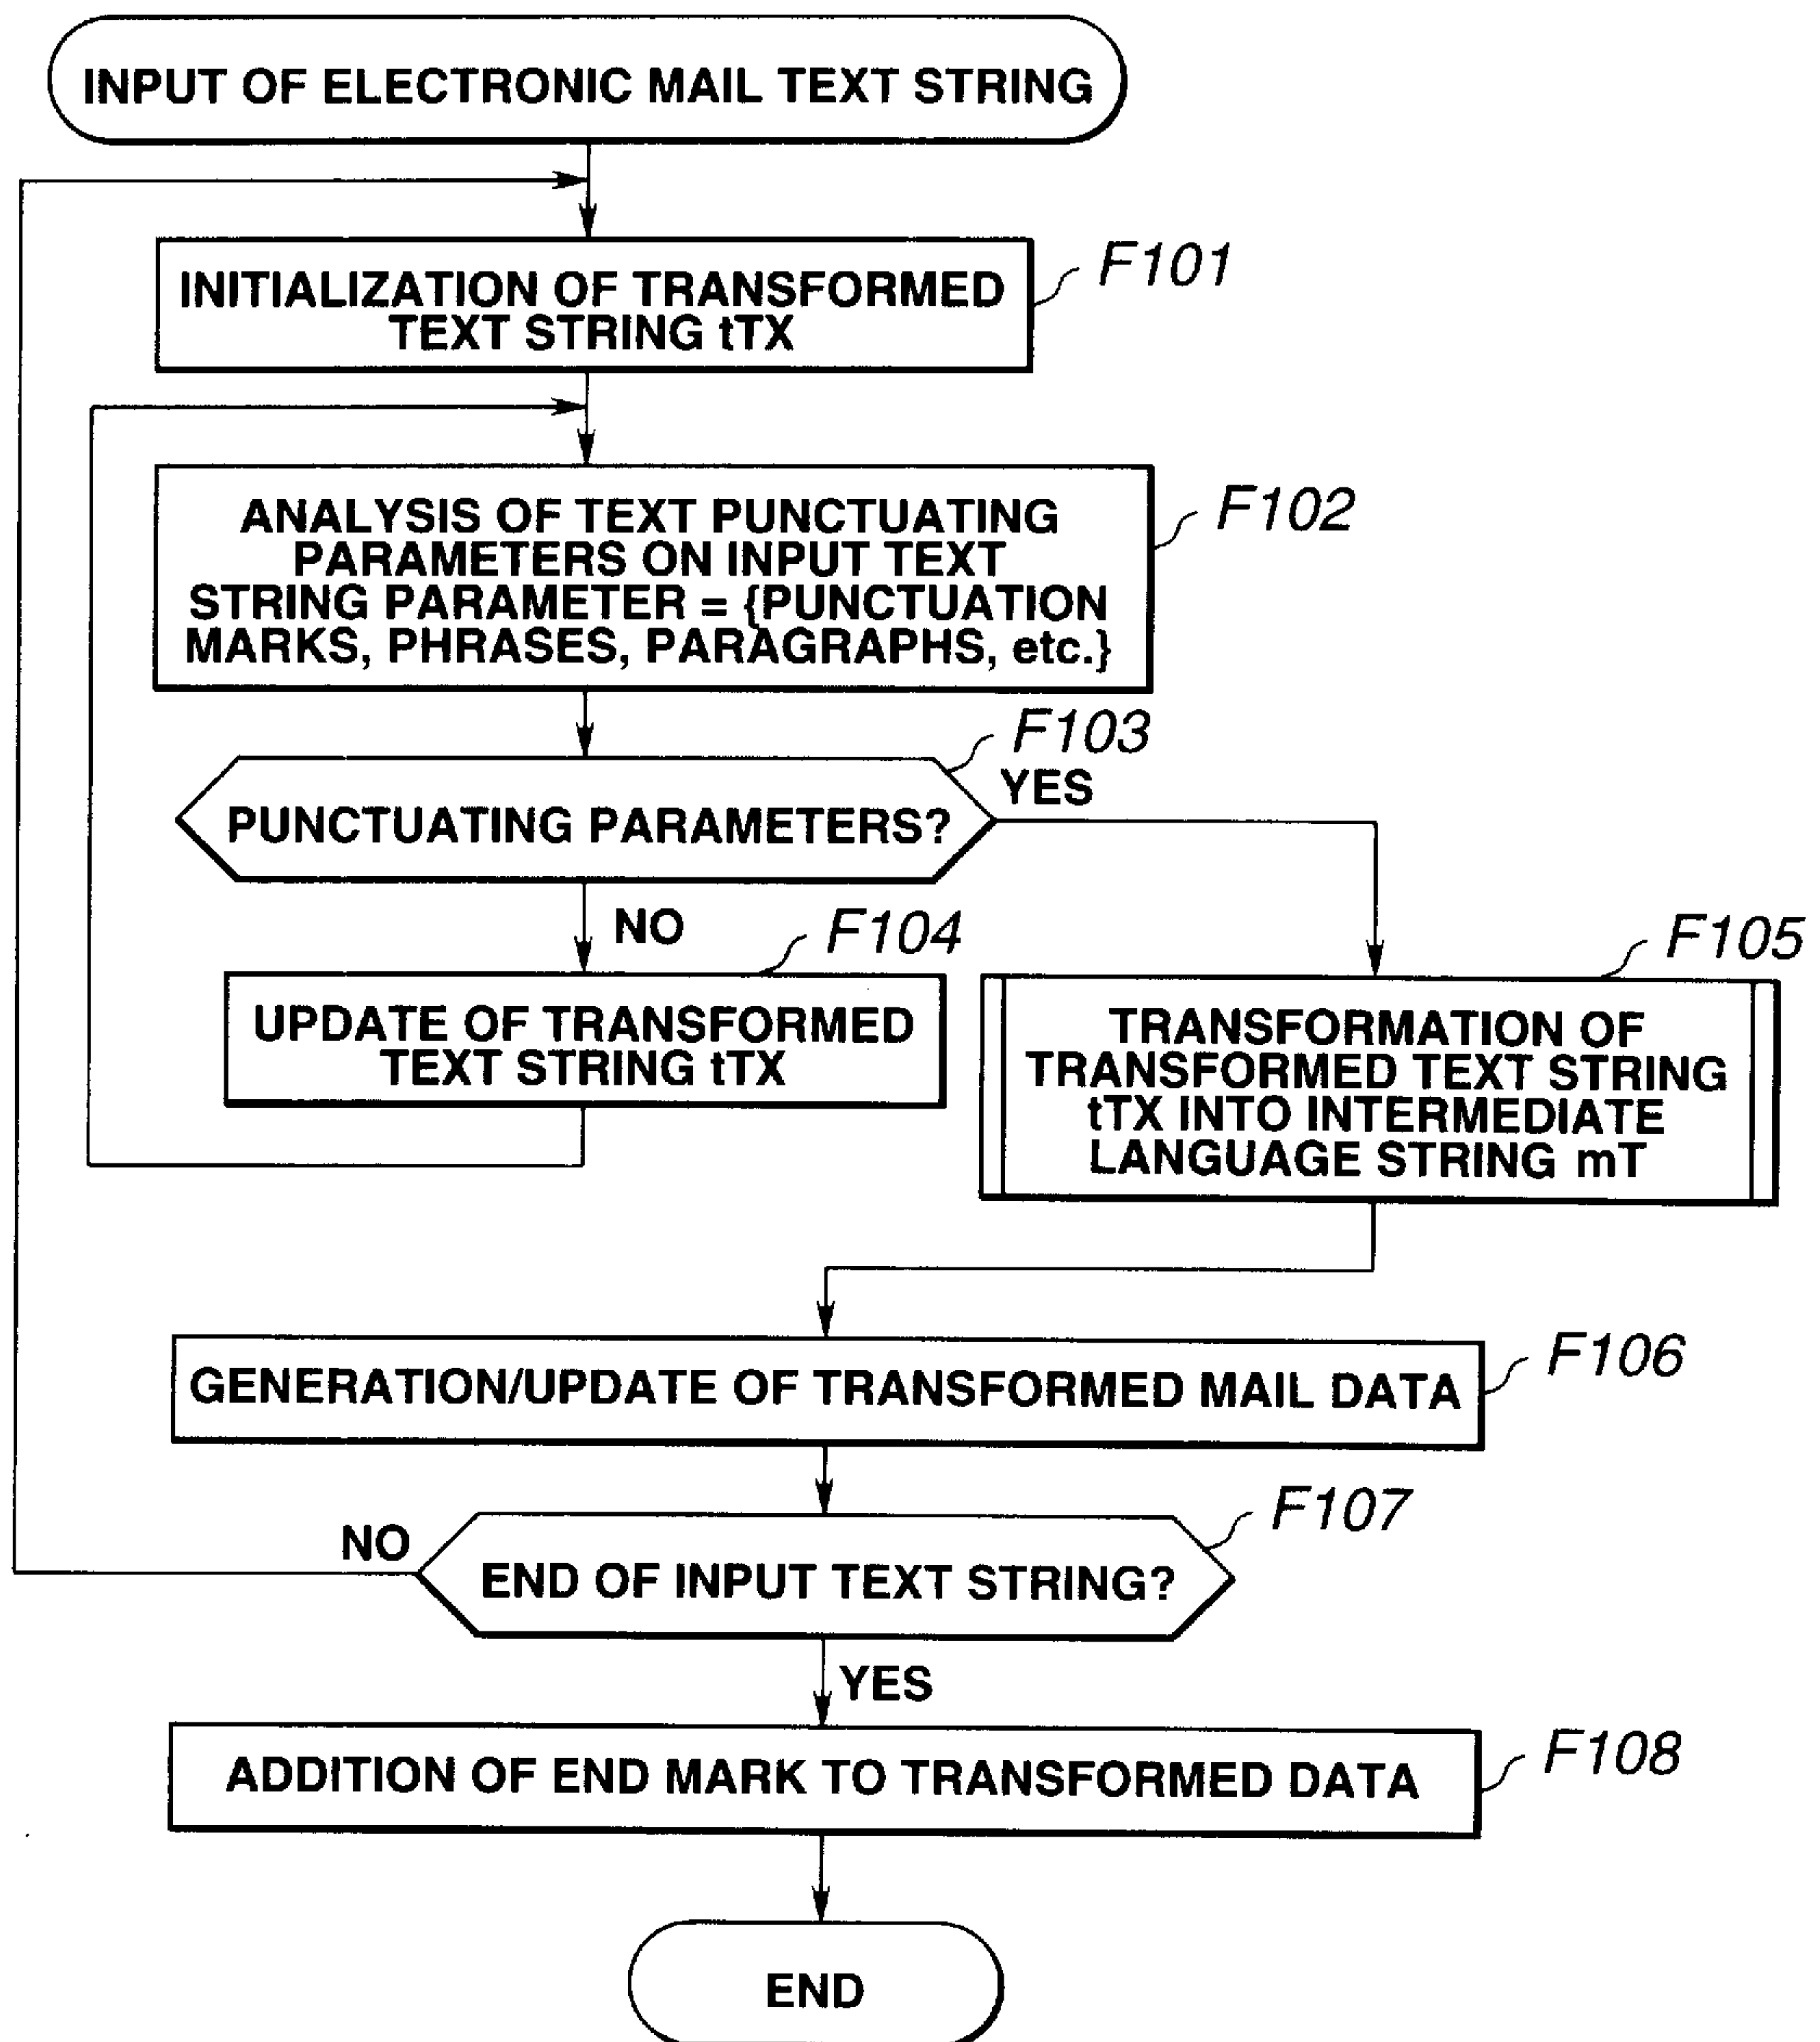 INPUT OF ELECTRONIC MAIL TEXT STRING
F101
INITIALIZATION OF TRANSFORMED
TEXT STRING tTX
F102
ANALYSIS OF TEXT PUNCTUATING
PARAMETERS ON INPUT TEXT
STRING PARAMETER = {PUNCTUATION
MARKS, PHRASES, PARAGRAPHS, etc.}
F103
YES
PUNCTUATING PARAMETERS?
NO
F104
F105
UPDATE OF TRANSFORMED
TEXT STRING tTX
TRANSFORMATION OF
TRANSFORMED TEXT STRING
tTX INTO INTERMEDIATE
LANGUAGE STRING mT
F106
GENERATION/UPDATE OF TRANSFORMED MAIL DATA
F107
NO
END OF INPUT TEXT STRING?
YES
F108
ADDITION OF END MARK TO TRANSFORMED DATA
END